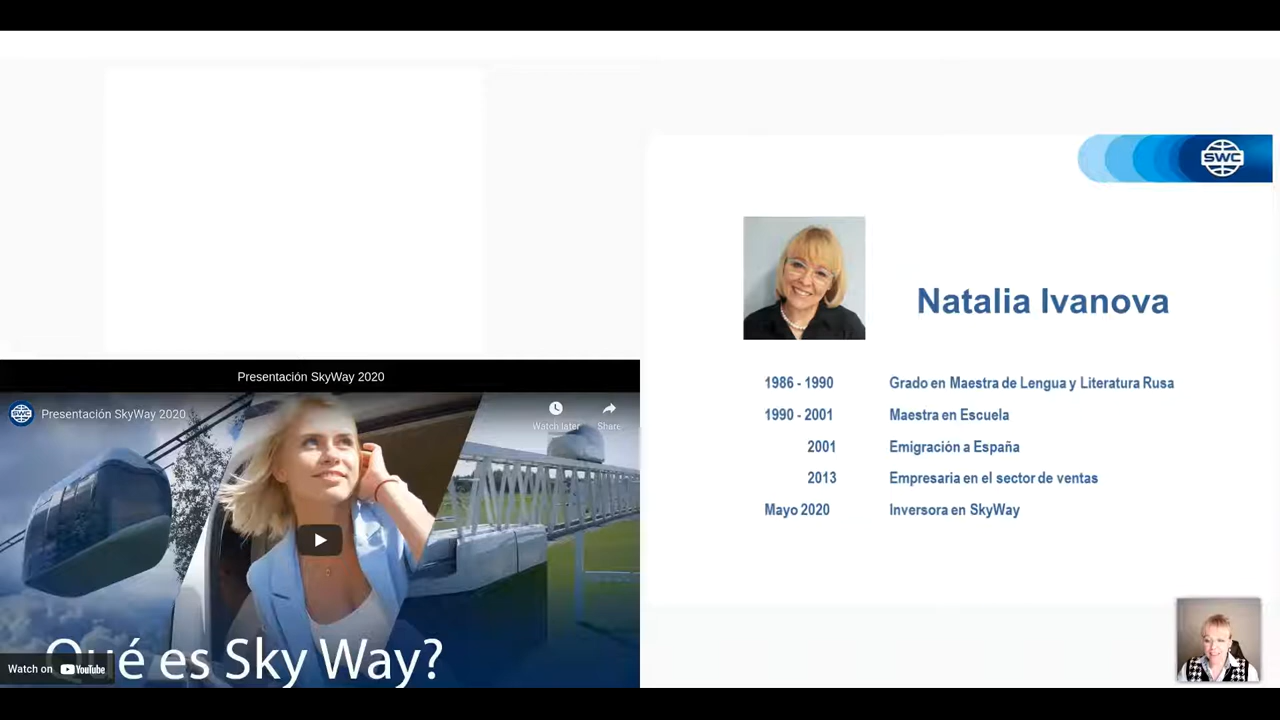 Presentación SkyWay 2020
Presentación SkyWay 2020
Watch later
Share
Qué es Sky Way?
Watch on YouTube
SWC
Natalia Ivanova
1986 - 1990 Grado en Maestra de Lengua y Literatura Rusa
1990 - 2001 Maestra en Escuela
2001 Emigración a España
2013 Empresaria en el sector de ventas
Mayo 2020 Inversora en SkyWay